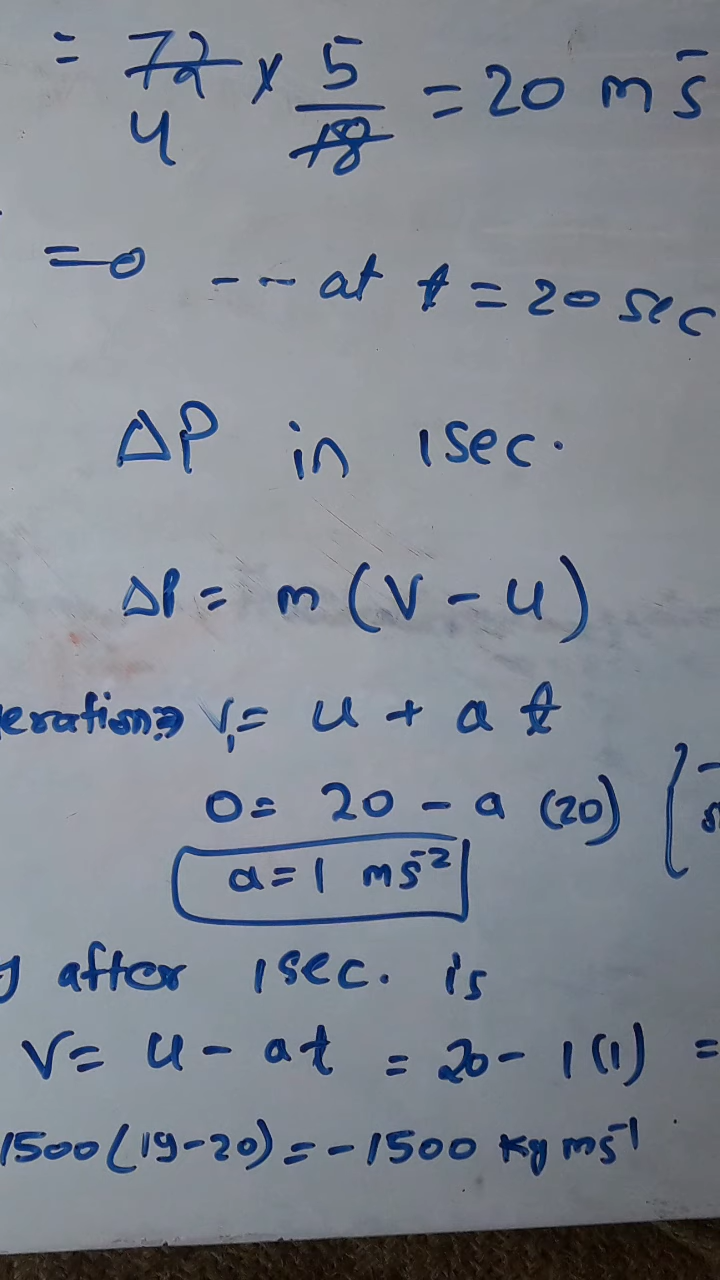 = 72/4 × 5/18 = 20 m s⁻
=0 -- at t = 20 sec
ΔP in 1sec.
ΔP = m (V - u)
eration⇒ V₁= u + a t
0 = 20 - a (20) [
a = 1 ms⁻²
after 1sec. is
V = u - at = 20 - 1(1) =
1500(19-20) = -1500 Kg ms⁻¹